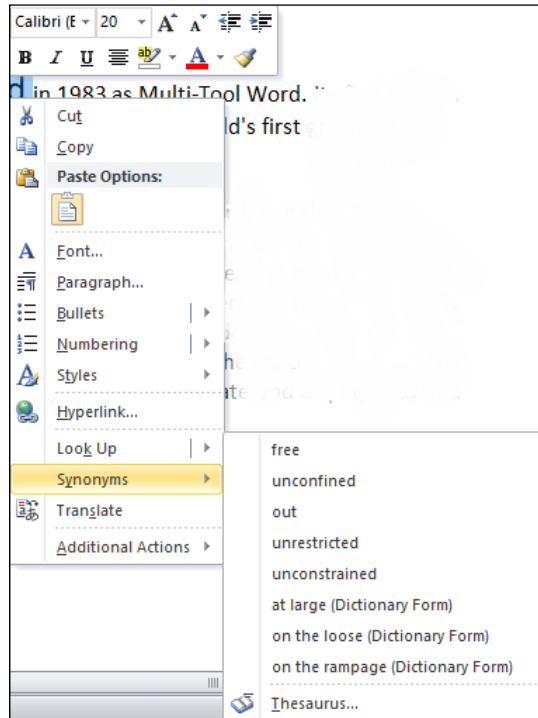 Calibri (E 20 A A
B I U ab A
d in 1983 as Multi-Tool Word.
ld's first
Cut
Copy
Paste Options:
A Font...
Paragraph...
Bullets
Numbering
Styles
Hyperlink...
Look Up
Synonyms
Translate
Additional Actions
free
unconfined
out
unrestricted
unconstrained
at large (Dictionary Form)
on the loose (Dictionary Form)
on the rampage (Dictionary Form)
Thesaurus...